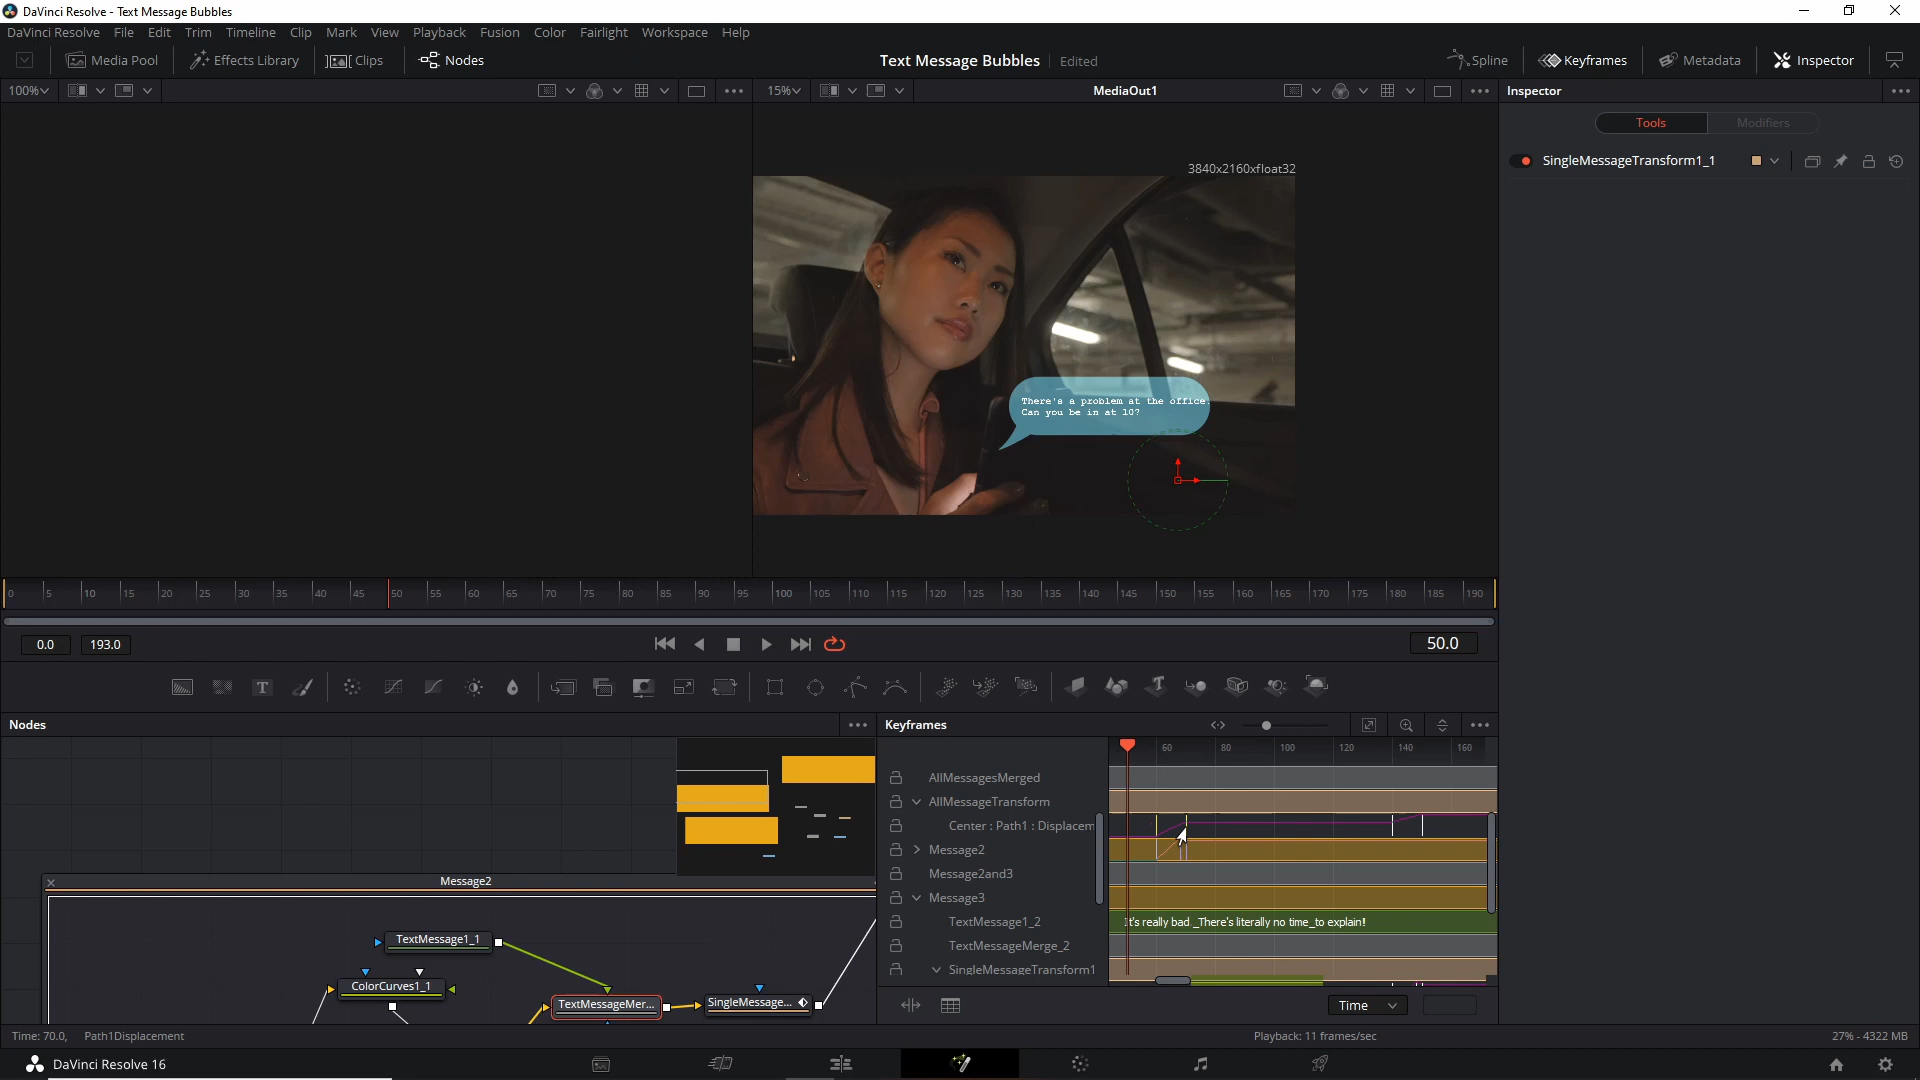 DaVinci Resolve - Text Message Bubbles
DaVinci Resolve File Edit Trim Timeline Clip Mark View Playback Fusion Color Fairlight Workspace Help
Media Pool Effects Library Clips Nodes Text Message Bubbles Edited Spline Keyframes Metadata Inspector
100% 15% MediaOut1 Inspector
Tools Modifiers
3840x2160xfloat32
SingleMessageTransform1_1
There's a problem at the office.
Can you be in at 10?
0 5 10 15 20 25 30 35 40 45 50 55 60 65 70 75 80 85 90 95 100 105 110 115 120 125 130 135 140 145 150 155 160 165 170 175 180 185 190
0.0 193.0 50.0
T
Nodes Keyframes
60 80 100 120 140 160
AllMessagesMerged
AllMessageTransform
Center : Path1 : Displacem
Message2
Message2and3
Message3
TextMessage1_2
It's really bad _There's literally no time_to explain!
TextMessageMerge_2
SingleMessageTransform1
Message2
TextMessage1_1
ColorCurves1_1
TextMessageMer...
SingleMessage...
Time
Time: 70.0, Path1Displacement Playback: 11 frames/sec 27% - 4322 MB
DaVinci Resolve 16